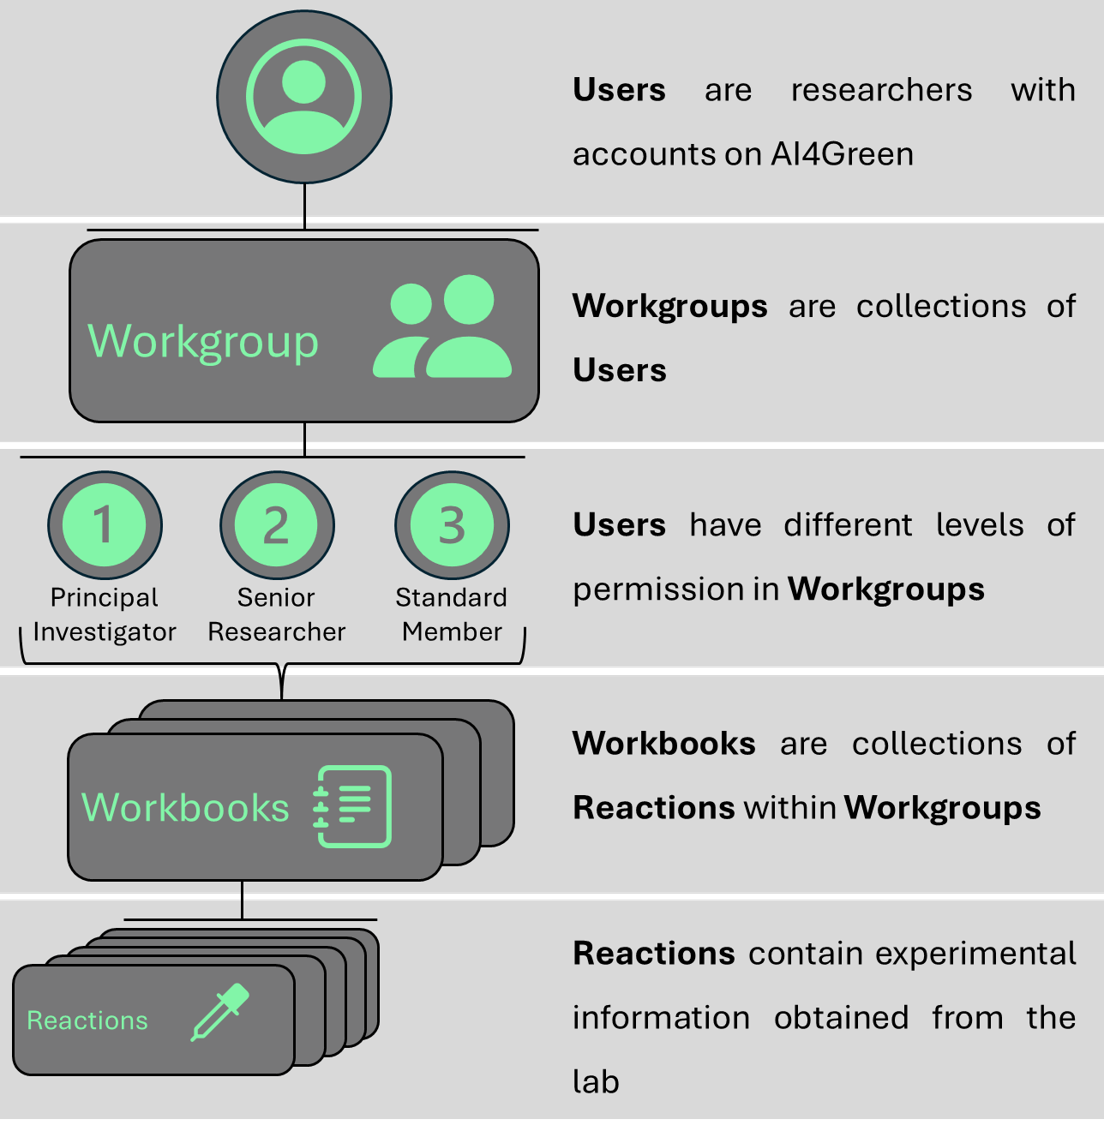 Users are researchers with
accounts on AI4Green
Workgroup
Workgroups are collections of
Users
1
2
3
Principal
Investigator
Senior
Researcher
Standard
Member
Users have different levels of
permission in Workgroups
Workbooks
Workbooks are collections of
Reactions within Workgroups
Reactions
Reactions contain experimental
information obtained from the
lab